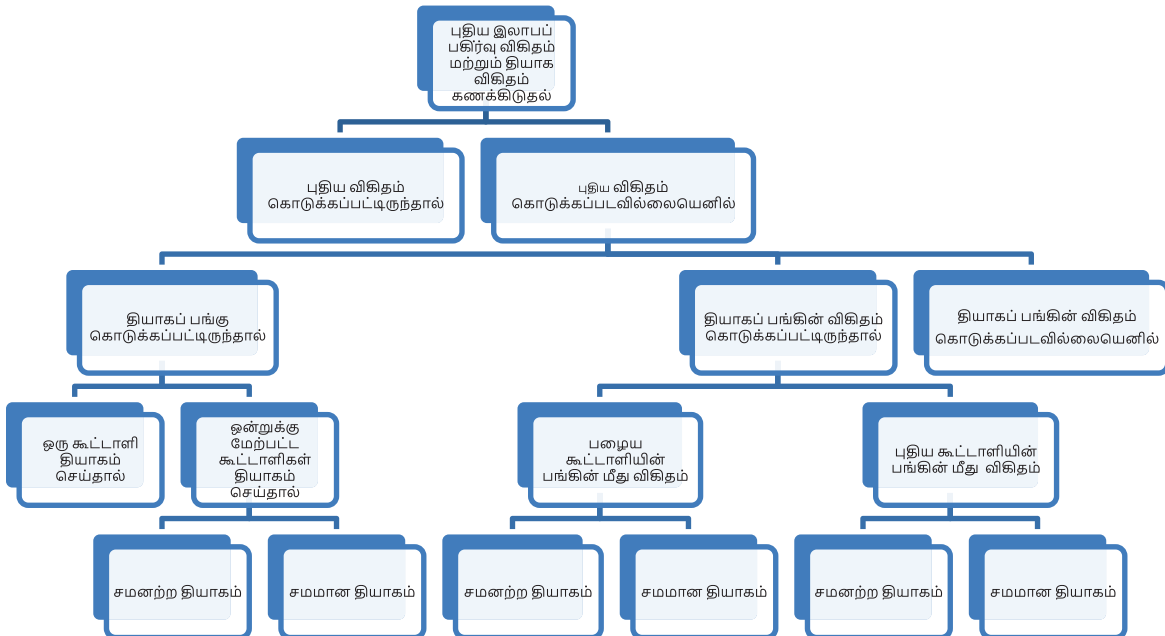 புதிய இலாபப்
பகிர்வு விகிதம்
மற்றும் தியாக
விகிதம்
கணக்கிடுதல்
புதிய விகிதம்
கொடுக்கப்பட்டிருந்தால்
புதிய விகிதம்
கொடுக்கப்படவில்லையெனில்
தியாகப் பங்கு
கொடுக்கப்பட்டிருந்தால்
தியாகப் பங்கின் விகிதம்
கொடுக்கப்பட்டிருந்தால்
தியாகப் பங்கின் விகிதம்
கொடுக்கப்படவில்லையெனில்
ஒரு கூட்டாளி
தியாகம்
செய்தால்
ஒன்றுக்கு
மேற்பட்ட
கூட்டாளிகள்
தியாகம்
செய்தால்
பழைய
கூட்டாளியின்
பங்கின் மீது விகிதம்
புதிய கூட்டாளியின்
பங்கின் மீது விகிதம்
சமனற்ற தியாகம்
சமமான தியாகம்
சமனற்ற தியாகம்
சமமான தியாகம்
சமனற்ற தியாகம்
சமமான தியாகம்